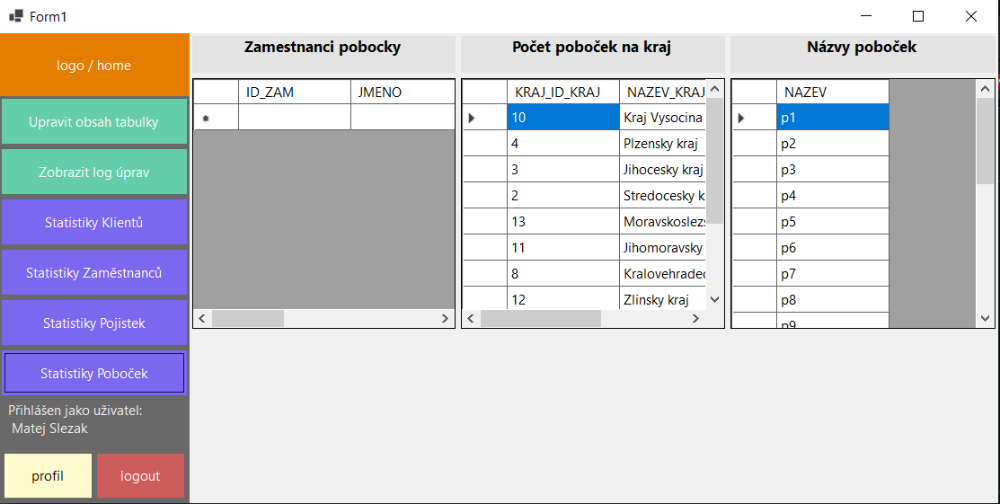 Form1
logo / home
Upravit obsah tabulky
Zobrazit log úprav
Statistiky Klientů
Statistiky Zaměstnanců
Statistiky Pojistek
Statistiky Poboček
Přihlášen jako uživatel:
Matej Slezak
profil
logout
Zamestnanci pobocky
ID_ZAM JMENO
Počet poboček na kraj
KRAJ_ID_KRAJ NAZEV_KRAJ
10 Kraj Vysocina
4 Plzensky kraj
3 Jihocesky kraj
2 Stredocesky k
13 Moravskoslezs
11 Jihomoravsky
8 Kralovehradec
12 Zlinsky kraj
Názvy poboček
NAZEV
p1
p2
p3
p4
p5
p6
p7
p8
p9